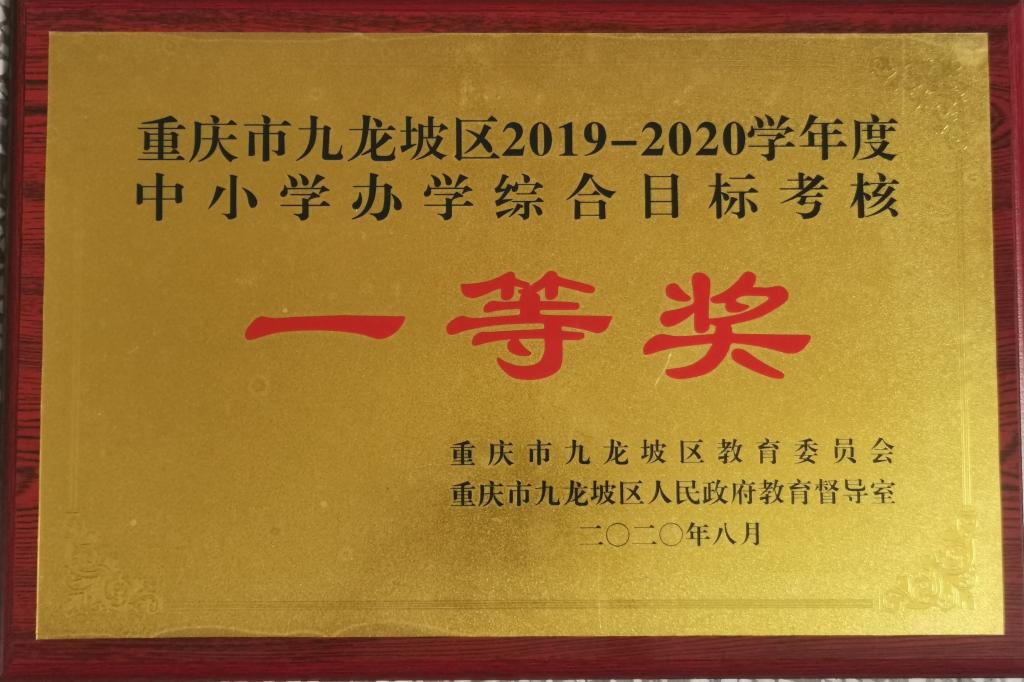 重庆市九龙坡区2019-2020学年度
中小学办学综合目标考核
一等奖
重庆市九龙坡区教育委员会
重庆市九龙坡区人民政府教育督导室
二〇二〇年八月